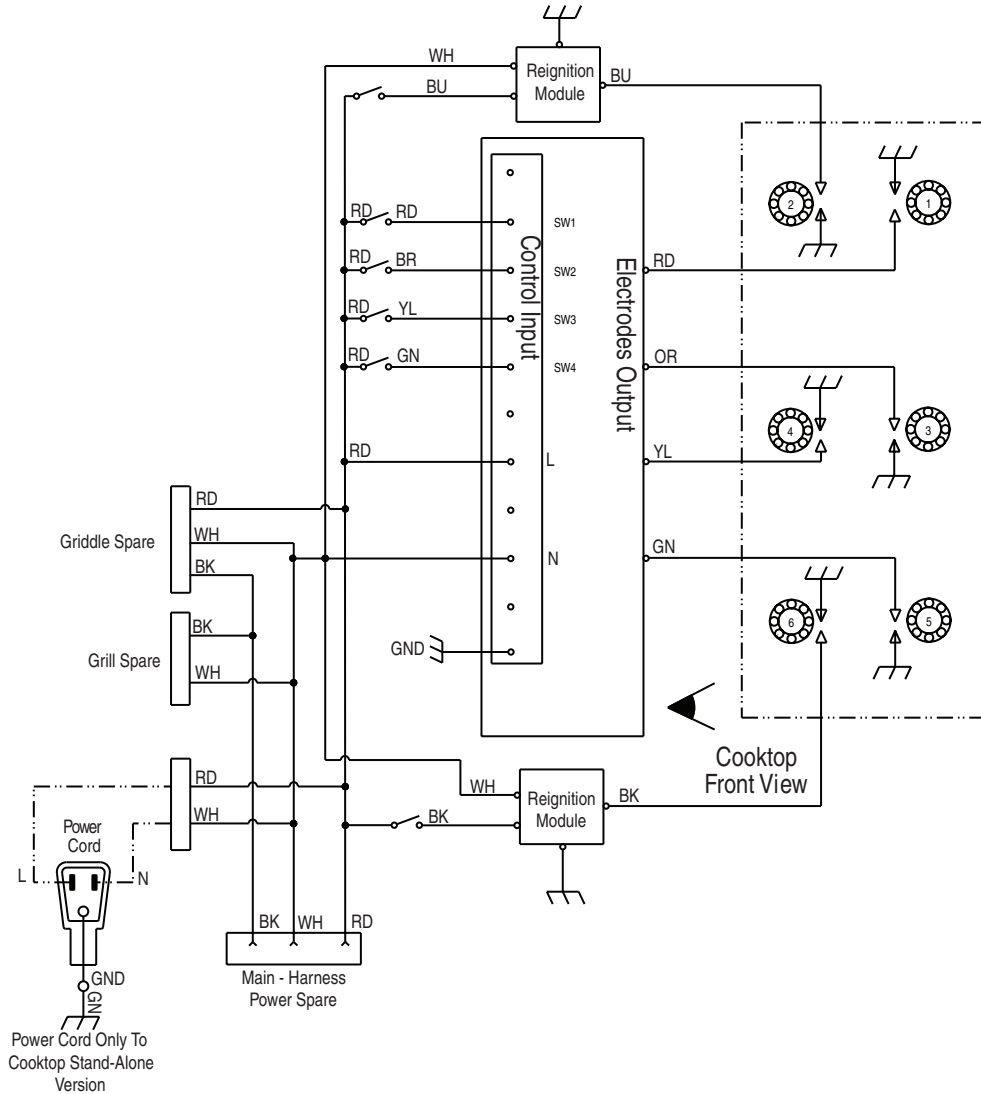 WH
BU
Reignition
Module
BU
2
1
RD RD
SW1
RD BR
SW2
RD YL
SW3
RD GN
SW4
Control Input
Electrodes Output
RD
OR
4
3
YL
RD
L
RD
Griddle Spare
WH
BK
N
GN
6
5
BK
Grill Spare
WH
GND
Cooktop
Front View
RD
WH
WH
Reignition
Module
BK
BK
Power
Cord
L
N
BK WH RD
Main - Harness
Power Spare
GND
GN
Power Cord Only To
Cooktop Stand-Alone
Version